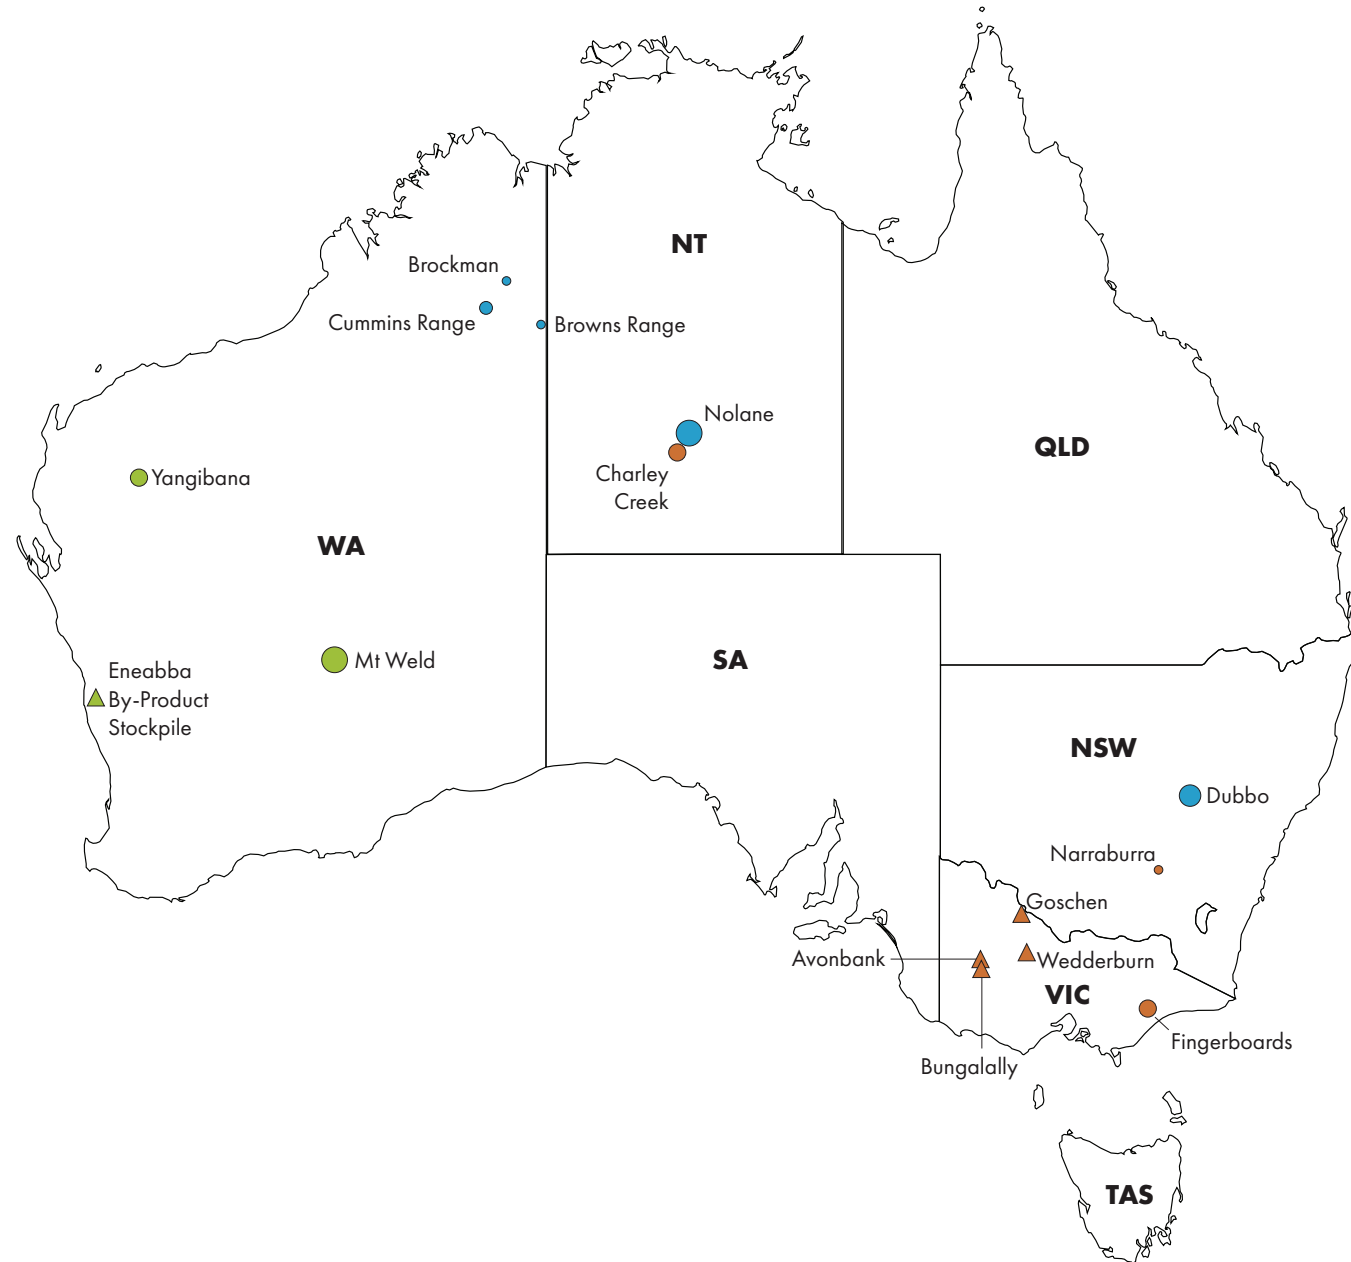 NT
Brockman
Cummins Range
Browns Range
Nolane
Charley
Creek
QLD
Yangibana
WA
Eneabba
By-Product
Stockpile
Mt Weld
SA
NSW
Dubbo
Narraburra
Goschen
Avonbank
Wedderburn
VIC
Fingerboards
Bungalally
TAS